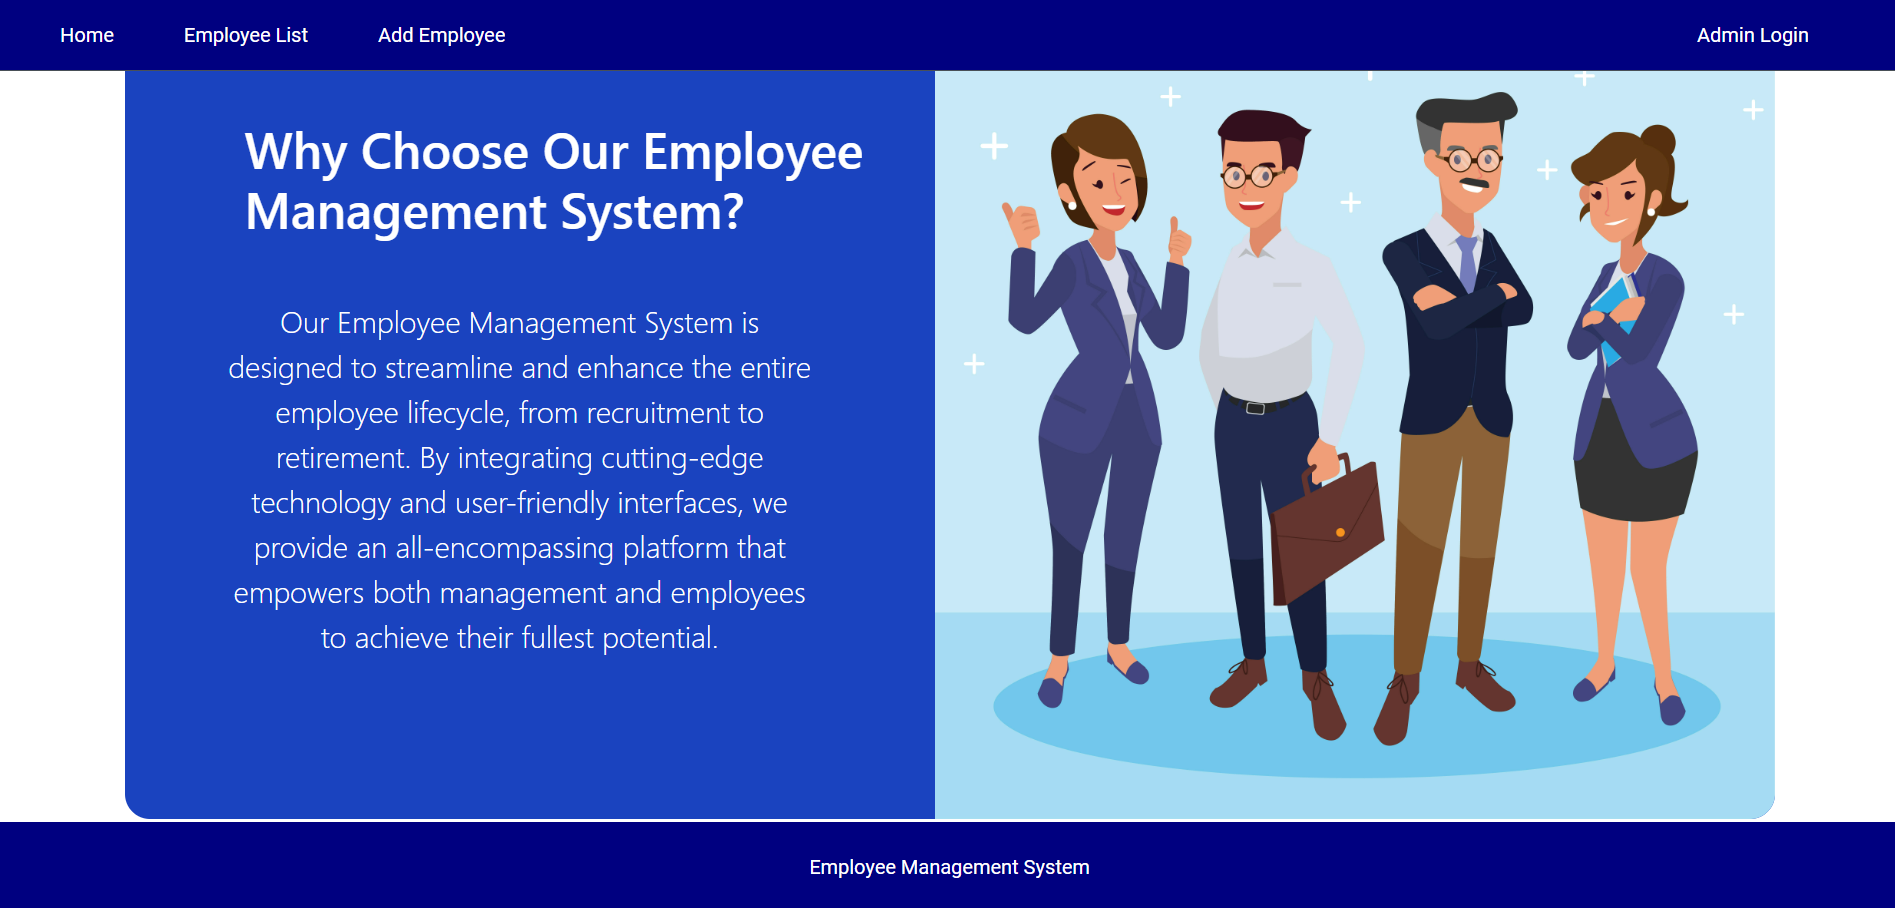 Home Employee List Add Employee Admin Login
Why Choose Our Employee
Management System?
Our Employee Management System is
designed to streamline and enhance the entire
employee lifecycle, from recruitment to
retirement. By integrating cutting-edge
technology and user-friendly interfaces, we
provide an all-encompassing platform that
empowers both management and employees
to achieve their fullest potential.
Employee Management System